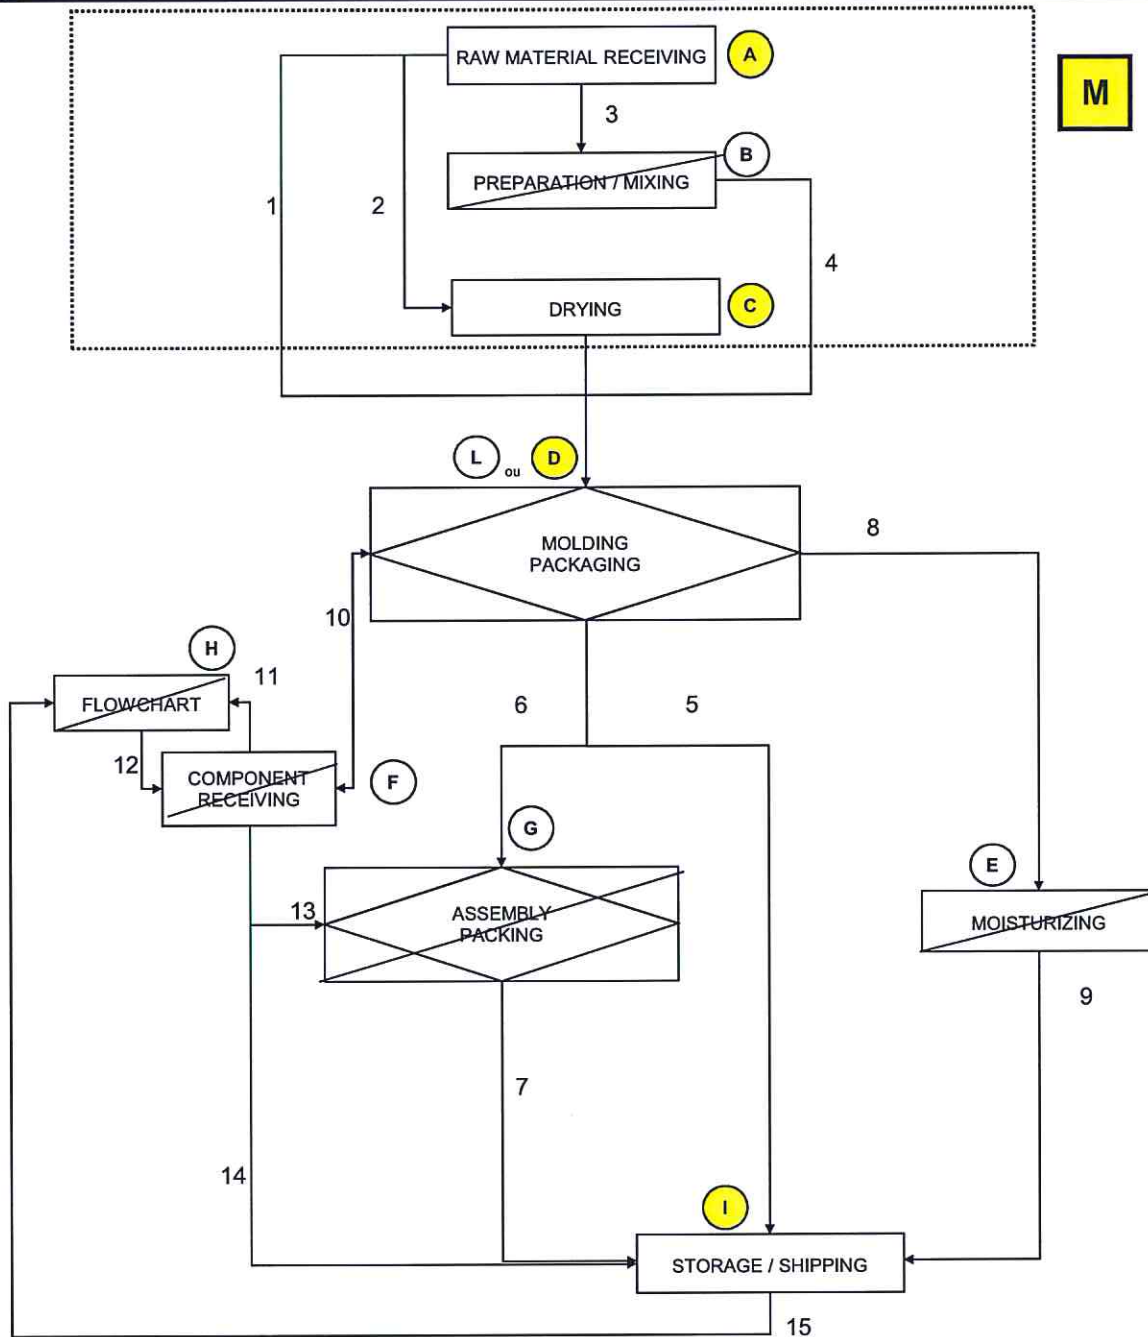 RAW MATERIAL RECEIVING
A
M
3
B
PREPARATION / MIXING
1
2
4
C
DRYING
L ou D
8
MOLDING
PACKAGING
10
H
11
6
5
FLOWCHART
12
COMPONENT
RECEIVING
F
G
E
13
ASSEMBLY
PACKING
MOISTURIZING
9
7
14
I
STORAGE / SHIPPING
15